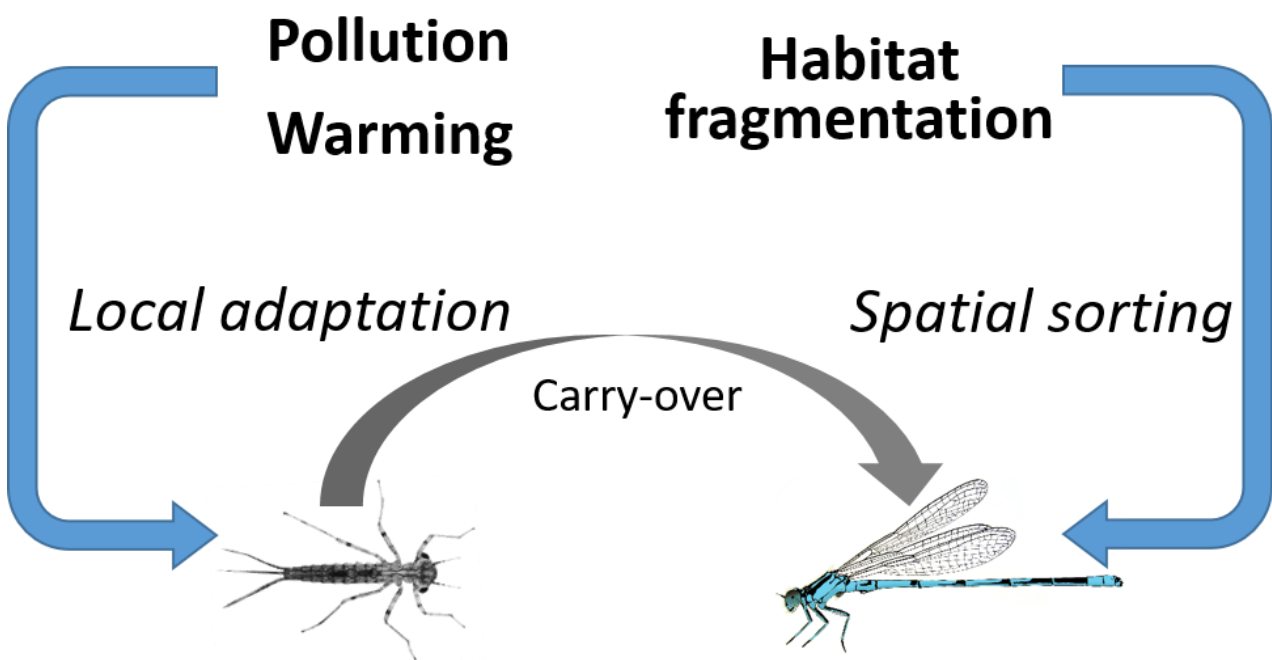 Pollution
Warming
Habitat
fragmentation
Local adaptation
Spatial sorting
Carry-over